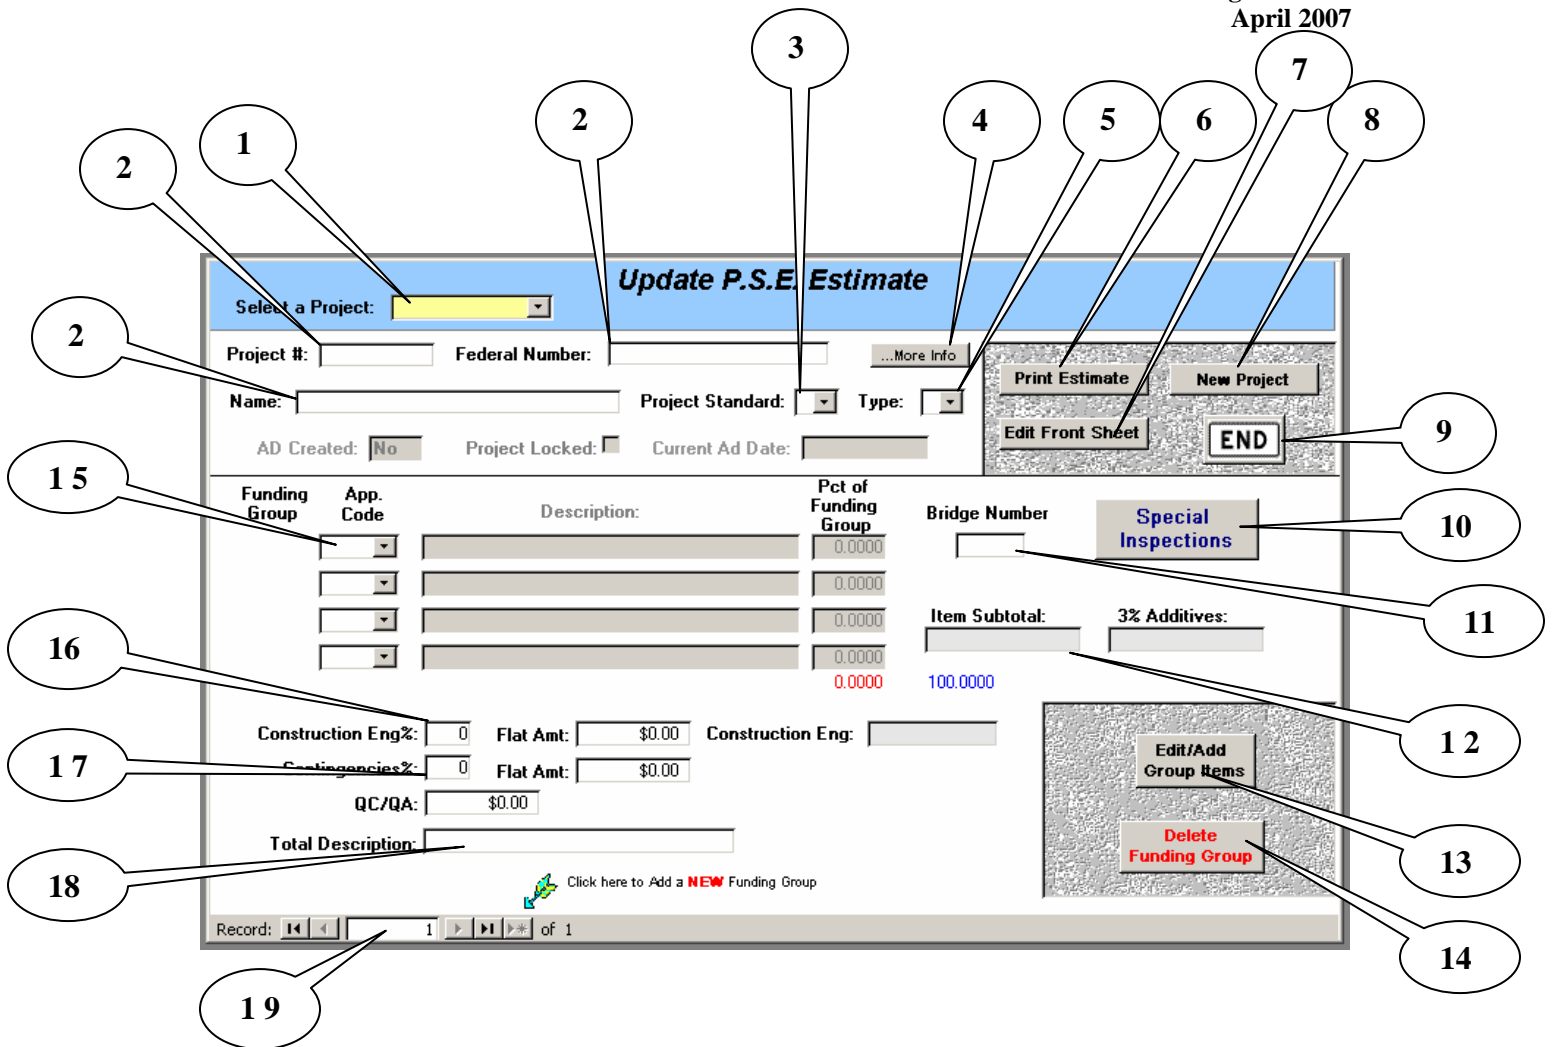 April 2007
3
7
2
4
5
6
8
1
2
Update P.S.E. Estimate
Select a Project:
2
Project #:
Federal Number:
...More Info
Print Estimate
New Project
Name:
Project Standard:
Type:
Edit Front Sheet
END
9
AD Created: No
Project Locked:
Current Ad Date:
1 5
Funding Group
App. Code
Description:
Pct of Funding Group
Bridge Number
Special Inspections
10
0.0000
0.0000
0.0000
Item Subtotal:
3% Additives:
11
16
0.0000
0.0000
100.0000
Construction Eng%: 0
Flat Amt: $0.00
Construction Eng:
1 2
17
Contingencies% 0
Flat Amt: $0.00
Edit/Add Group Items
QC/QA: $0.00
Total Description:
Delete Funding Group
13
18
Click here to Add a NEW Funding Group
Record: 1 of 1
14
1 9